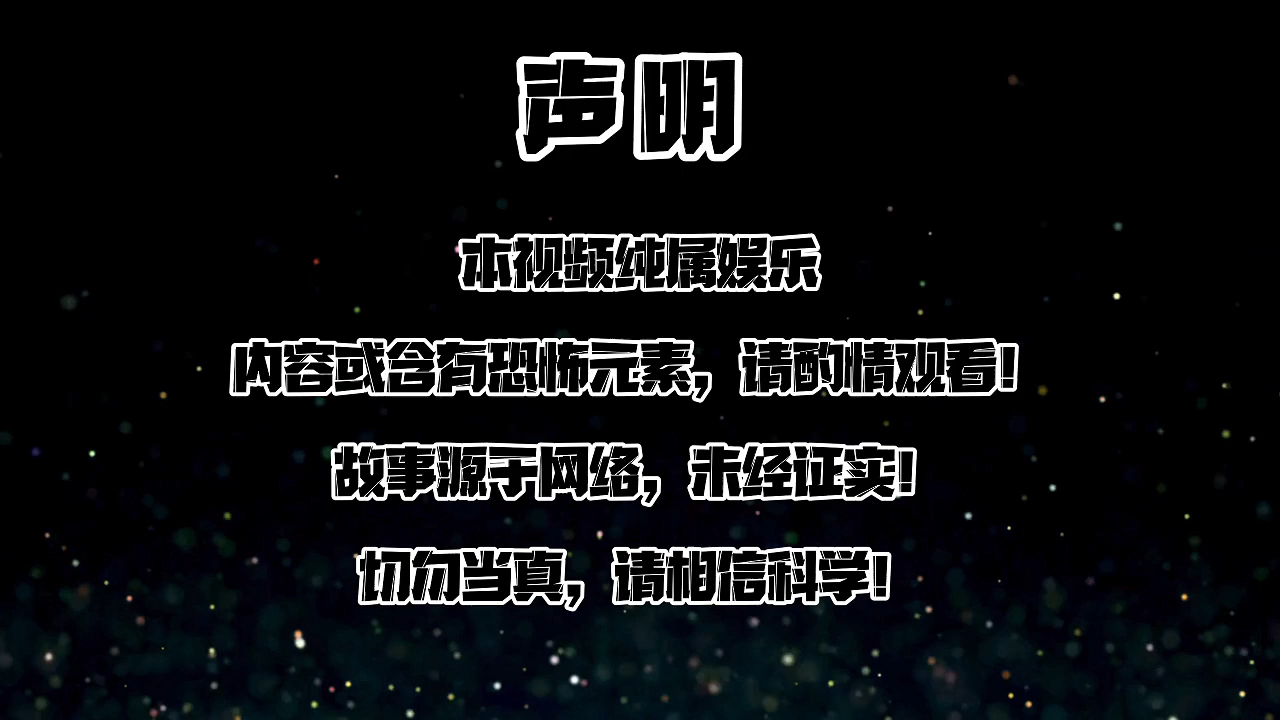 声明
本视频纯属娱乐
内容或含有恐怖元素，请酌情观看！
故事源于网络，未经证实！
切勿当真，请相信科学！